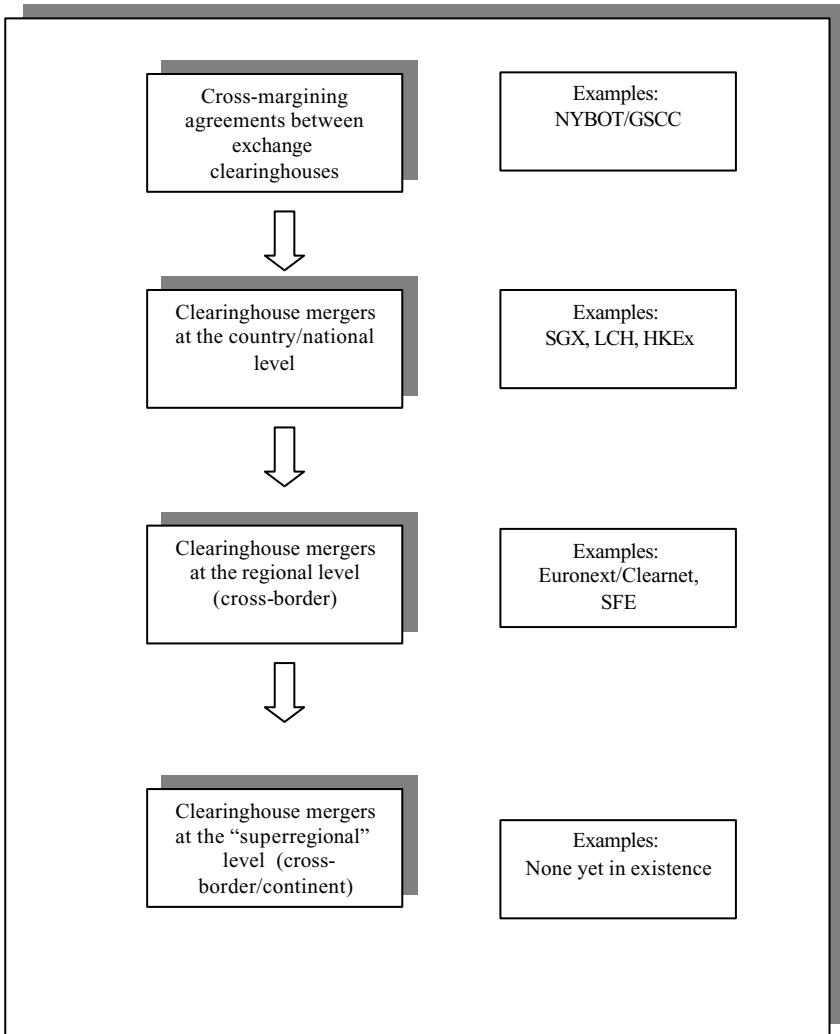 Cross-margining
agreements between
exchange
clearinghouses
Examples:
NYBOT/GSCC
Clearinghouse mergers
at the country/national
level
Examples:
SGX, LCH, HKEx
Clearinghouse mergers
at the regional level
(cross-border)
Examples:
Euronext/Clearnet,
SFE
Clearinghouse mergers
at the “superregional”
level (cross-
border/continent)
Examples:
None yet in existence